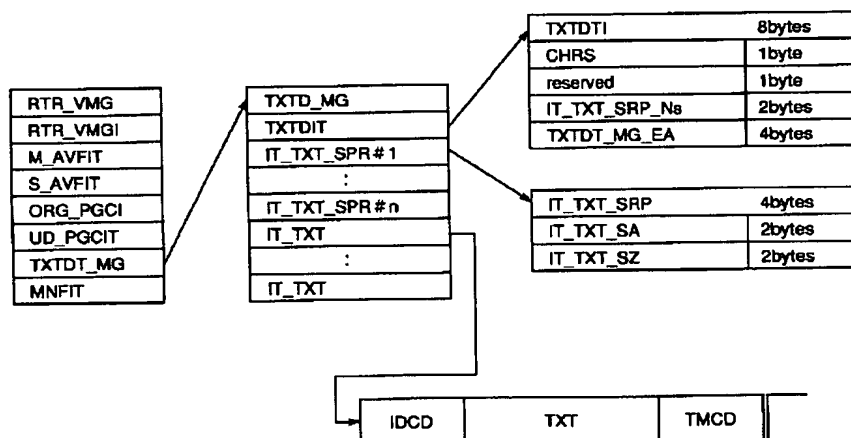 RTR_VMG
RTR_VMGI
M_AVFIT
S_AVFIT
ORG_PGCI
UD_PGCIT
TXTDT_MG
MNFIT
TXTD_MG
TXTDIT
IT_TXT_SPR#1
:
IT_TXT_SPR#n
IT_TXT
:
IT_TXT
TXTDTI 8bytes
CHRS 1byte
reserved 1byte
IT_TXT_SRP_Ns 2bytes
TXTDT_MG_EA 4bytes
IT_TXT_SRP 4bytes
IT_TXT_SA 2bytes
IT_TXT_SZ 2bytes
IDCD TXT TMCD